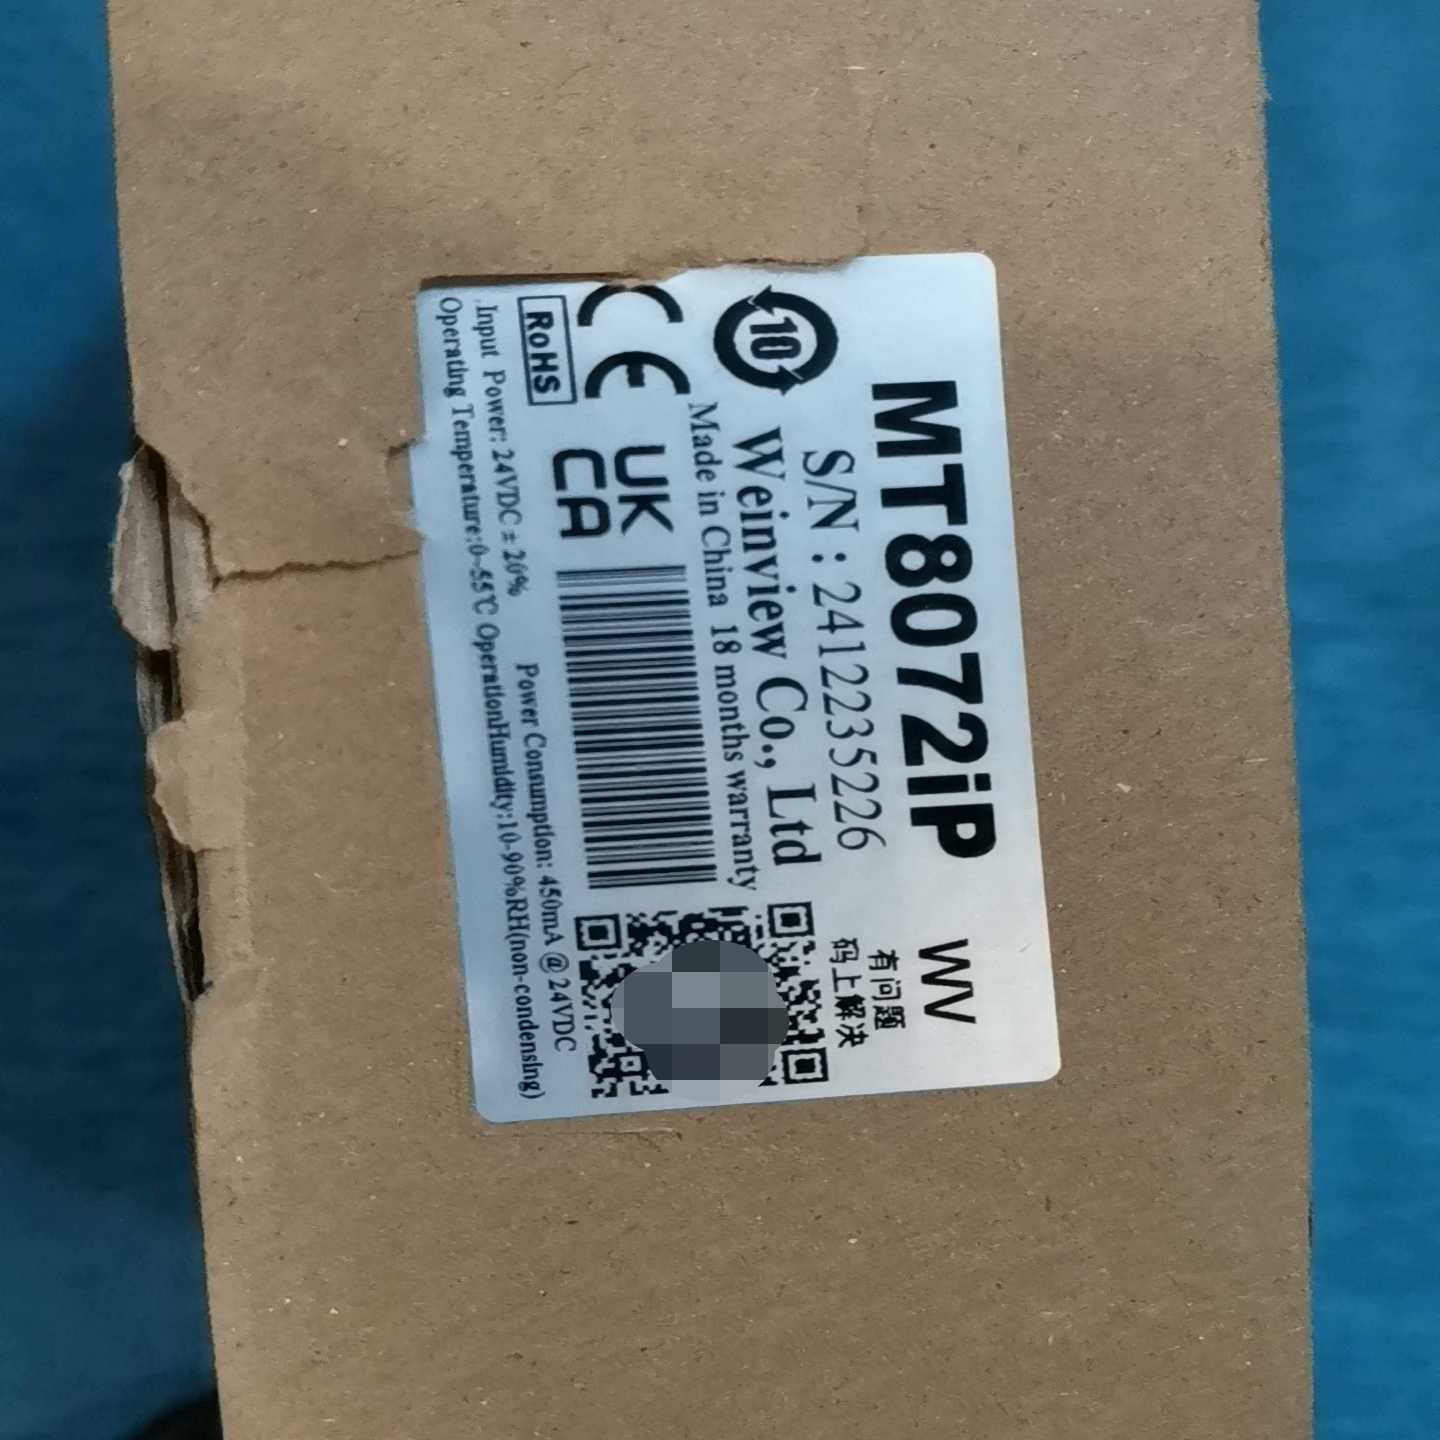 MT8072iP WV
S/N : 2412235226
有问题
码上解决
10
Weinview Co., Ltd
Made in China 18 months warranty
CE UK
CA
RoHS
Power Consumption: 450mA @ 24VDC
Input Power: 24VDC ± 20%
Operating Temperature:0~55℃ OperationHumidity:10-90%RH(non-condensing)